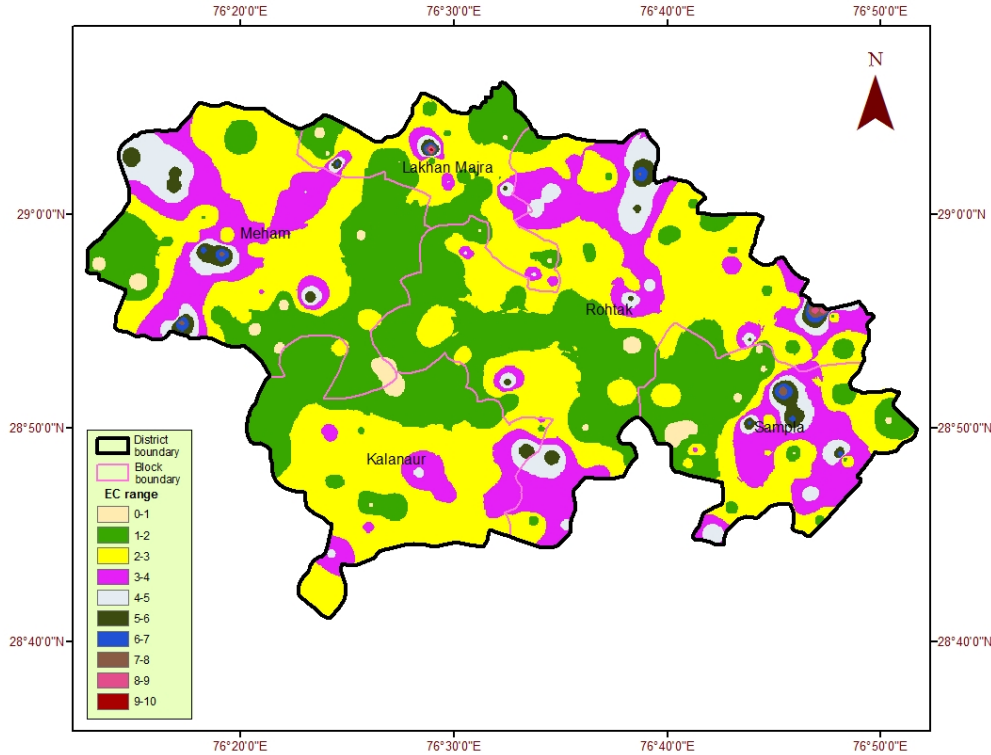 76°20'0"E 76°30'0"E 76°40'0"E 76°50'0"E
N
Lakhan Majra
29°0'0"N 29°0'0"N
Meham
Rohtak
28°50'0"N 28°50'0"N
Sampla
Kalanaur
District
boundary
Block
boundary
EC range
0-1
1-2
2-3
3-4
4-5
5-6
6-7
7-8
8-9
9-10
28°40'0"N 28°40'0"N
76°20'0"E 76°30'0"E 76°40'0"E 76°50'0"E